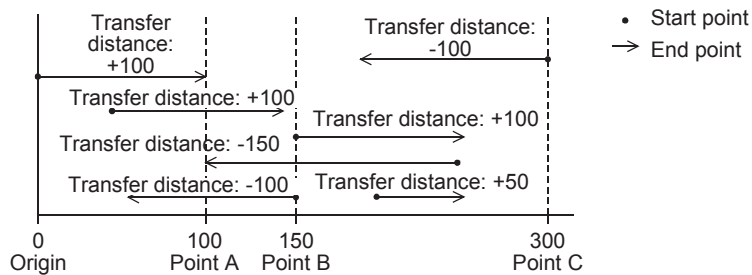 Transfer
distance:
+100
Transfer distance:
-100
Start point
End point
Transfer distance: +100
Transfer distance: +100
Transfer distance: -150
Transfer distance: -100
Transfer distance: +50
0
100
150
300
Origin
Point A
Point B
Point C